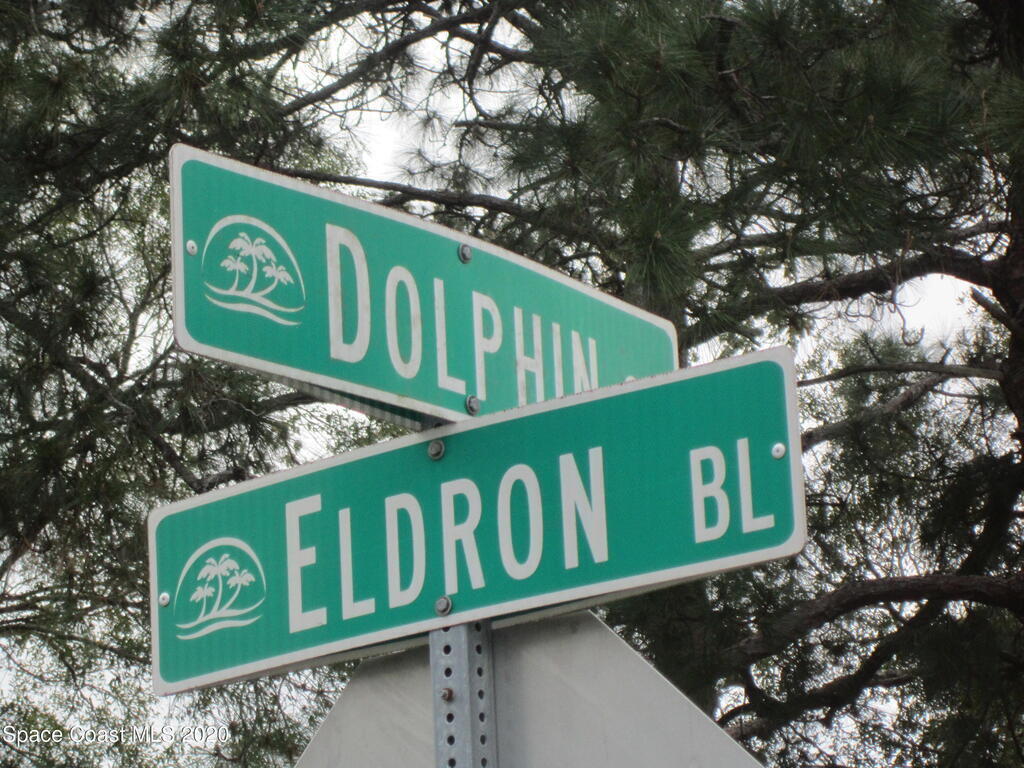 DOLPHIN
ELDRON BL
Space Coast MLS 2020